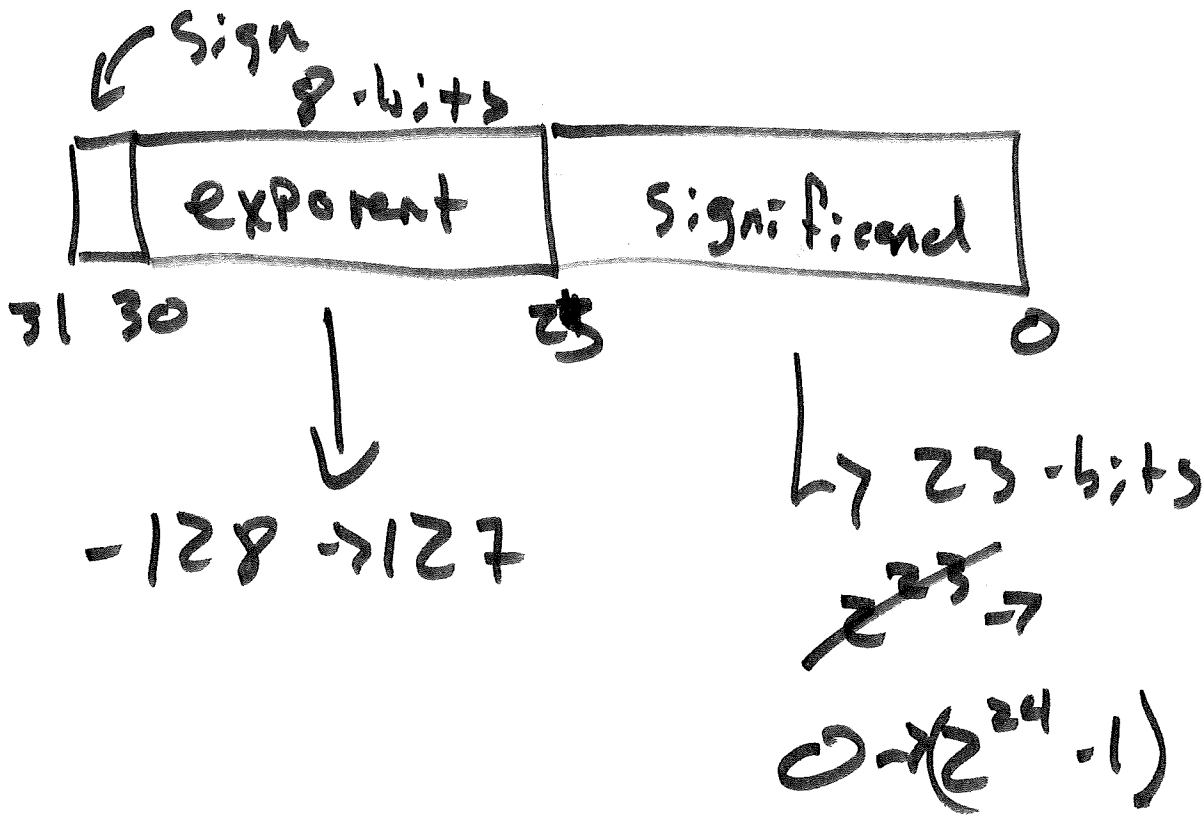 Sign
8-bits
exponent significand
31 30 23 0
-128 → 127
↳ 23-bits
2^23 →
0 → (2^24 - 1)